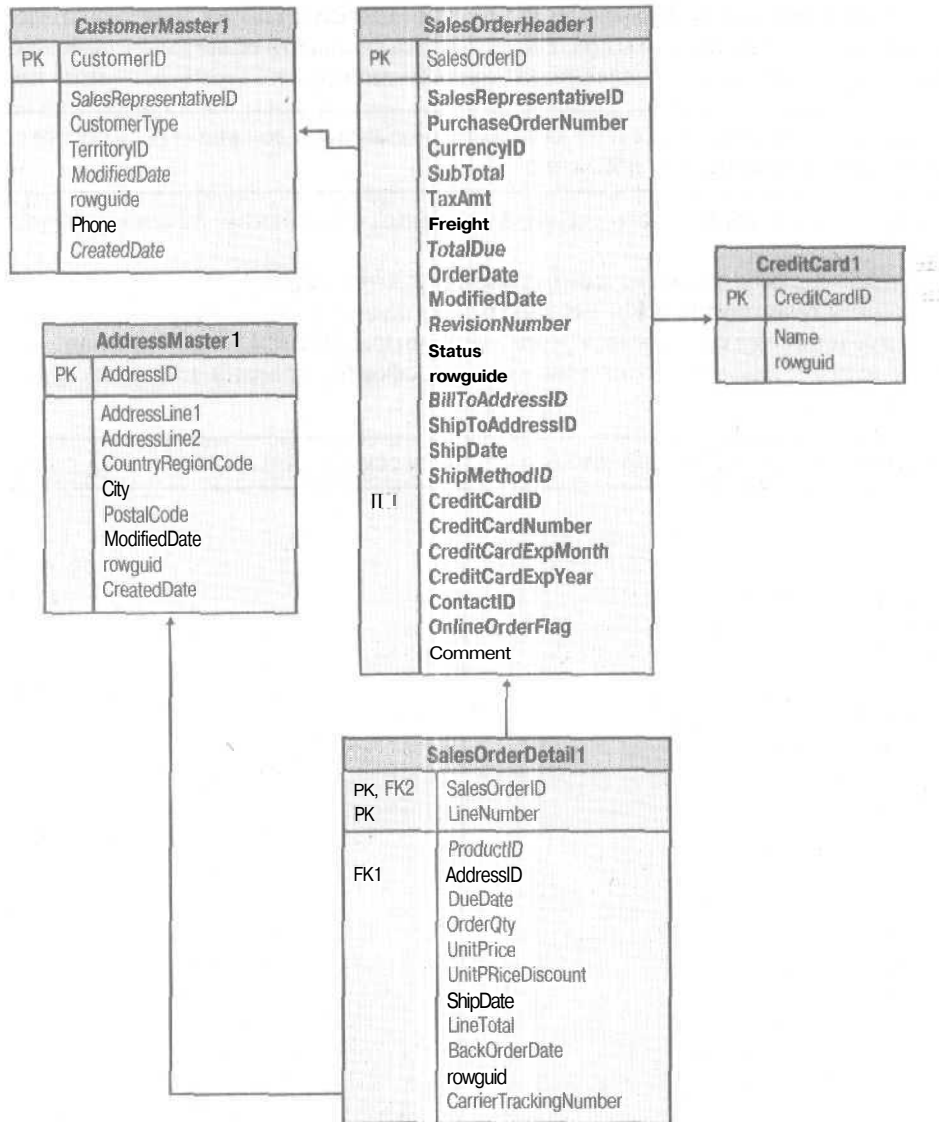 CustomerMaster1
PK CustomerID
SalesRepresentativeID
CustomerType
TerritoryID
ModifiedDate
rowguide
Phone
CreatedDate
SalesOrderHeader1
PK SalesOrderID
SalesRepresentativeID
PurchaseOrderNumber
CurrencyID
SubTotal
TaxAmt
Freight
TotalDue
OrderDate
ModifiedDate
RevisionNumber
Status
rowguide
BillToAddressID
ShipToAddressID
ShipDate
ShipMethodID
CreditCardID
CreditCardNumber
CreditCardExpMonth
CreditCardExpYear
ContactID
OnlineOrderFlag
Comment
CreditCard1
PK CreditCardID
Name
rowguid
AddressMaster1
PK AddressID
AddressLine1
AddressLine2
CountryRegionCode
City
PostalCode
ModifiedDate
rowguid
CreatedDate
SalesOrderDetail1
PK, FK2 SalesOrderID
PK LineNumber
ProductID
FK1 AddressID
DueDate
OrderQty
UnitPrice
UnitPRiceDiscount
ShipDate
LineTotal
BackOrderDate
rowguid
CarrierTrackingNumber